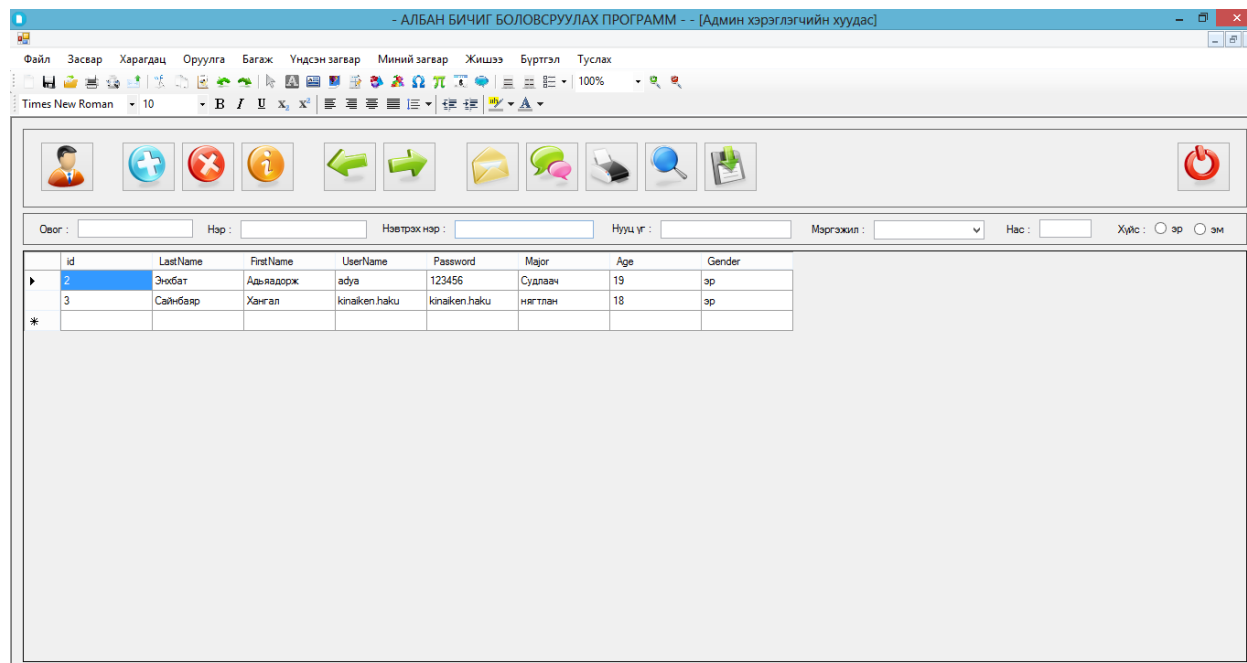 - АЛБАН БИЧИГ БОЛОВСРУУЛАХ ПРОГРАММ - - [Админ хэрэглэгчийн хуудас]
Файл Засвар Харагдац Оруулга Багаж Үндсэн загвар Миний загвар Жишээ Бүртгэл Туслах
100%
Times New Roman 10 B I U X₂ X²
Овог : Нэр : Нэвтрэх нэр : Нууц үг : Мэргэжил : Нас : Хүйс : эр эм
id LastName FirstName UserName Password Major Age Gender
2 Энхбат Адьяадорж adya 123456 Судлаач 19 эр
3 Сайнбаяр Хангал kinaiken.haku kinaiken.haku нягтлан 18 эр